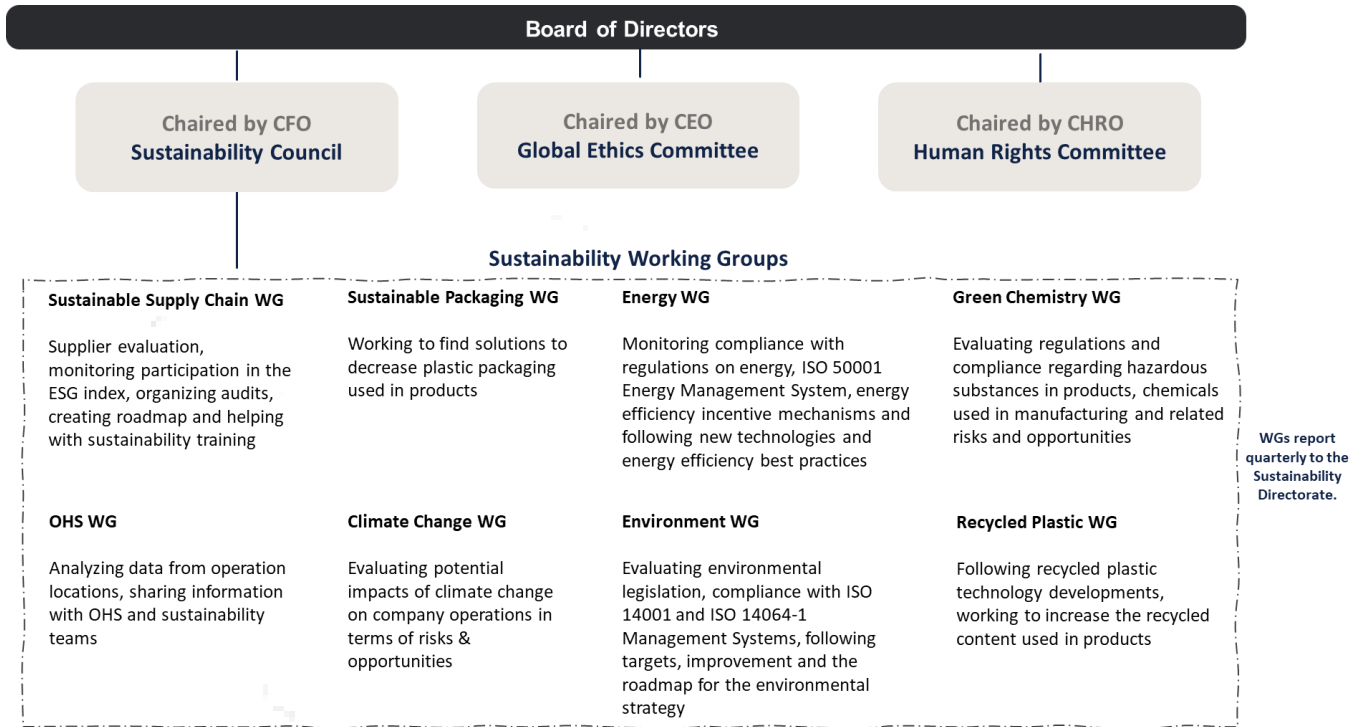 Board of Directors
Chaired by CFO
Sustainability Council
Chaired by CEO
Global Ethics Committee
Chaired by CHRO
Human Rights Committee
Sustainability Working Groups
Sustainable Supply Chain WG
Supplier evaluation,
monitoring participation in the
ESG index, organizing audits,
creating roadmap and helping
with sustainability training
Sustainable Packaging WG
Working to find solutions to
decrease plastic packaging
used in products
Energy WG
Monitoring compliance with
regulations on energy, ISO 50001
Energy Management System, energy
efficiency incentive mechanisms and
following new technologies and
energy efficiency best practices
Green Chemistry WG
Evaluating regulations and
compliance regarding hazardous
substances in products, chemicals
used in manufacturing and related
risks and opportunities
OHS WG
Analyzing data from operation
locations, sharing information
with OHS and sustainability
teams
Climate Change WG
Evaluating potential
impacts of climate change
on company operations in
terms of risks &
opportunities
Environment WG
Evaluating environmental
legislation, compliance with ISO
14001 and ISO 14064-1
Management Systems, following
targets, improvement and the
roadmap for the environmental
strategy
Recycled Plastic WG
Following recycled plastic
technology developments,
working to increase the recycled
content used in products
WGs report
quarterly to the
Sustainability
Directorate.